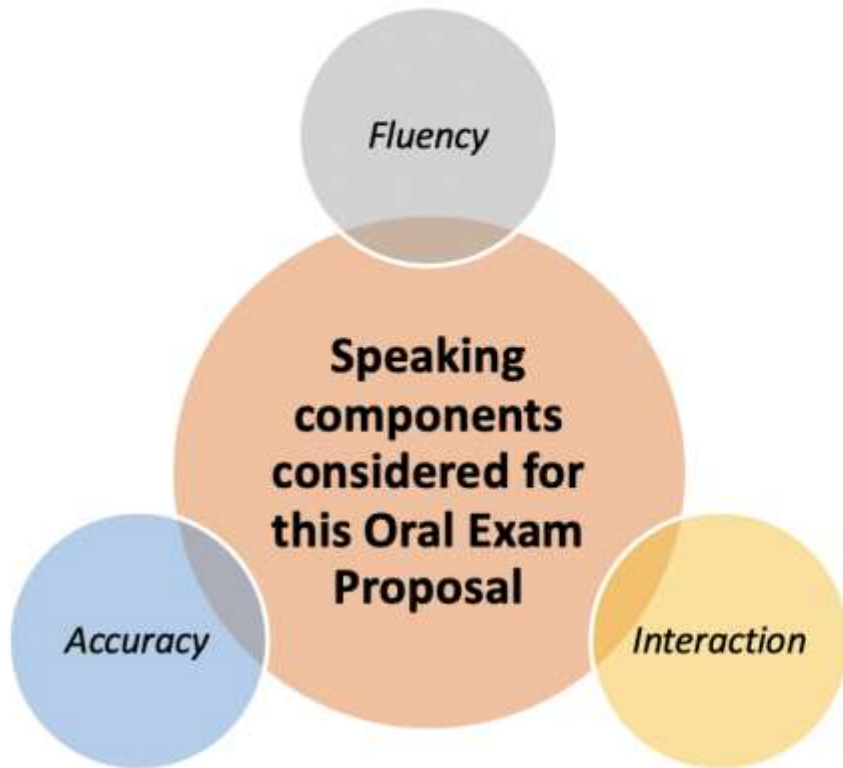 Fluency
Speaking
components
considered for
this Oral Exam
Proposal
Accuracy
Interaction